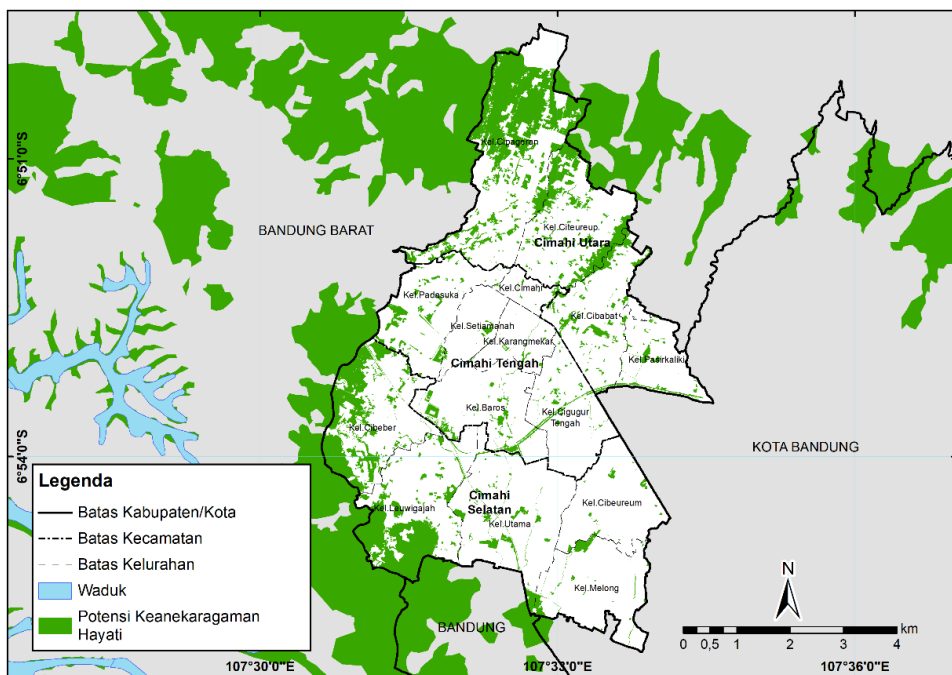 6°51'0"S
Kel.Cipageran
BANDUNG BARAT
Kel.Citeureup
Cimahi Utara
Kel.Cimahi
Kel.Padasuka
Kel.Cibabat
Kel.Setiamanah
Kel.Karangmekar
Kel.Pasirkaliki
Cimahi Tengah
Kel.Baros
Kel.Cigugur
Tengah
Kel.Cibeber
KOTA BANDUNG
6°54'0"S
Cimahi
Selatan
Kel.Cibeureum
Kel.Leuwigajah
Kel.Utama
Kel.Melong
BANDUNG
Legenda
Batas Kabupaten/Kota
Batas Kecamatan
Batas Kelurahan
Waduk
Potensi Keanekaragaman
Hayati
N
km
0 0,5 1 2 3 4
107°30'0"E
107°33'0"E
107°36'0"E